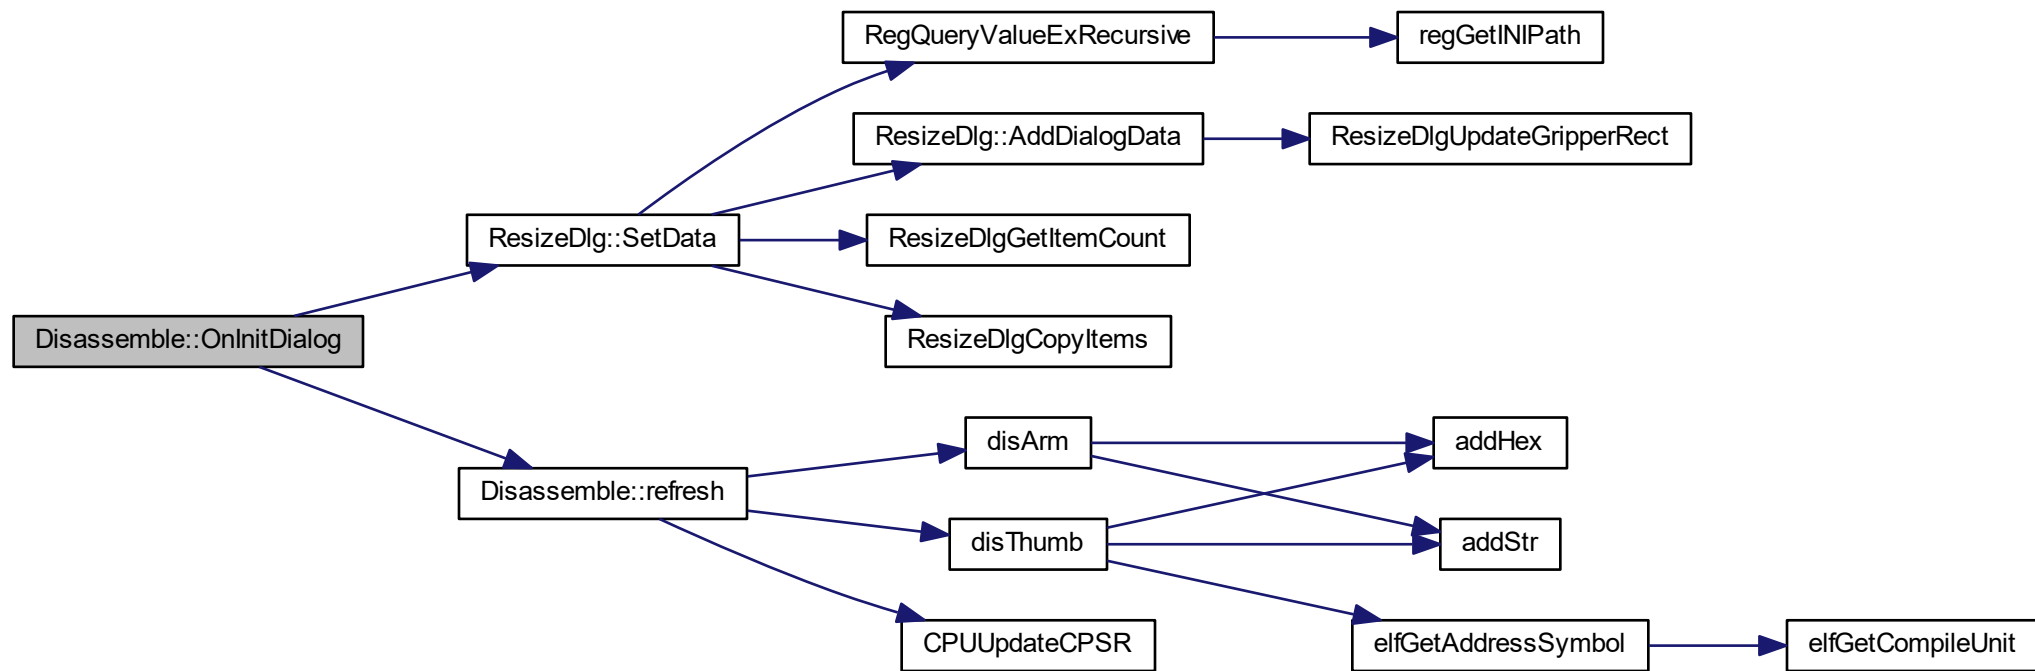 RegQueryValueExRecursive
regGetINIPath
ResizeDlg::AddDialogData
ResizeDlgUpdateGripperRect
ResizeDlg::SetData
ResizeDlgGetItemCount
Disassemble::OnInitDialog
ResizeDlgCopyItems
disArm
addHex
Disassemble::refresh
disThumb
addStr
CPUUpdateCPSR
elfGetAddressSymbol
elfGetCompileUnit